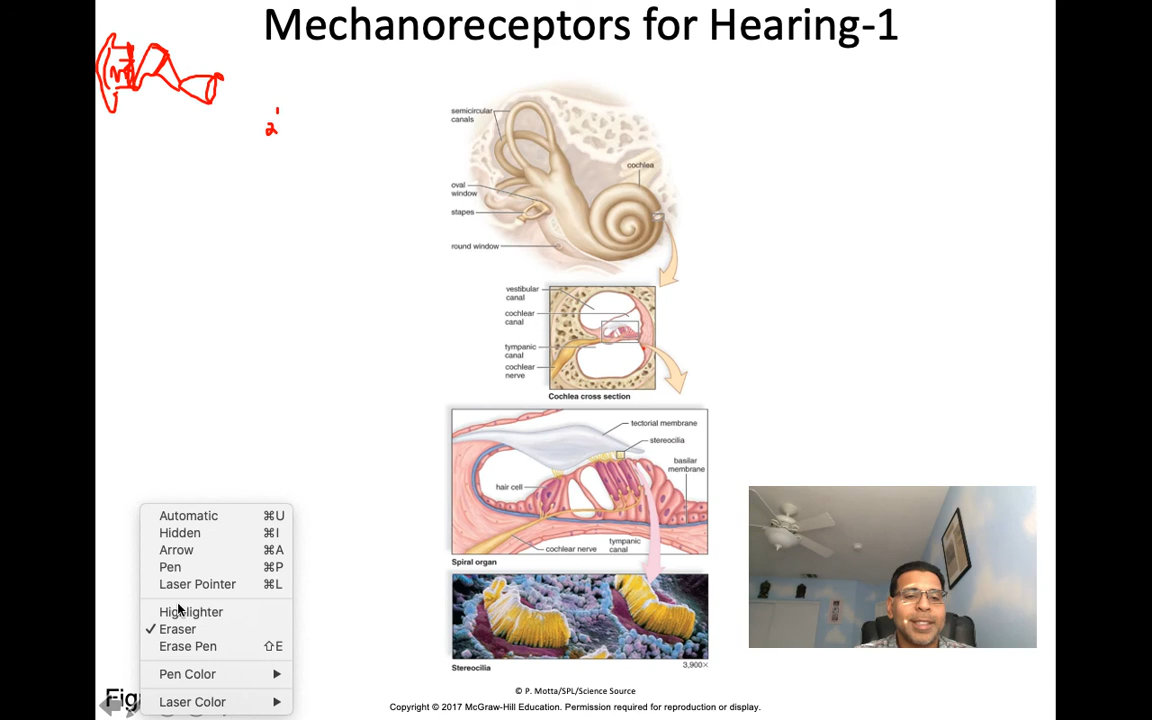 Mechanoreceptors for Hearing-1
semicircular
canals
cochlea
oval
window
stapes
round window
vestibular
canal
cochlear
canal
tympanic
canal
cochlear
nerve
Cochlea cross section
tectorial membrane
stereocilia
basilar
membrane
hair cell
cochlear nerve
tympanic
canal
Spiral organ
Stereocilia
3,900×
© P. Motta/SPL/Science Source
Copyright © 2017 McGraw-Hill Education. Permission required for reproduction or display.
Automatic ⌘U
Hidden ⌘I
Arrow ⌘A
Pen ⌘P
Laser Pointer ⌘L
Highlighter
✓ Eraser
Erase Pen ⇧E
Pen Color ▶
Laser Color ▶
Fig